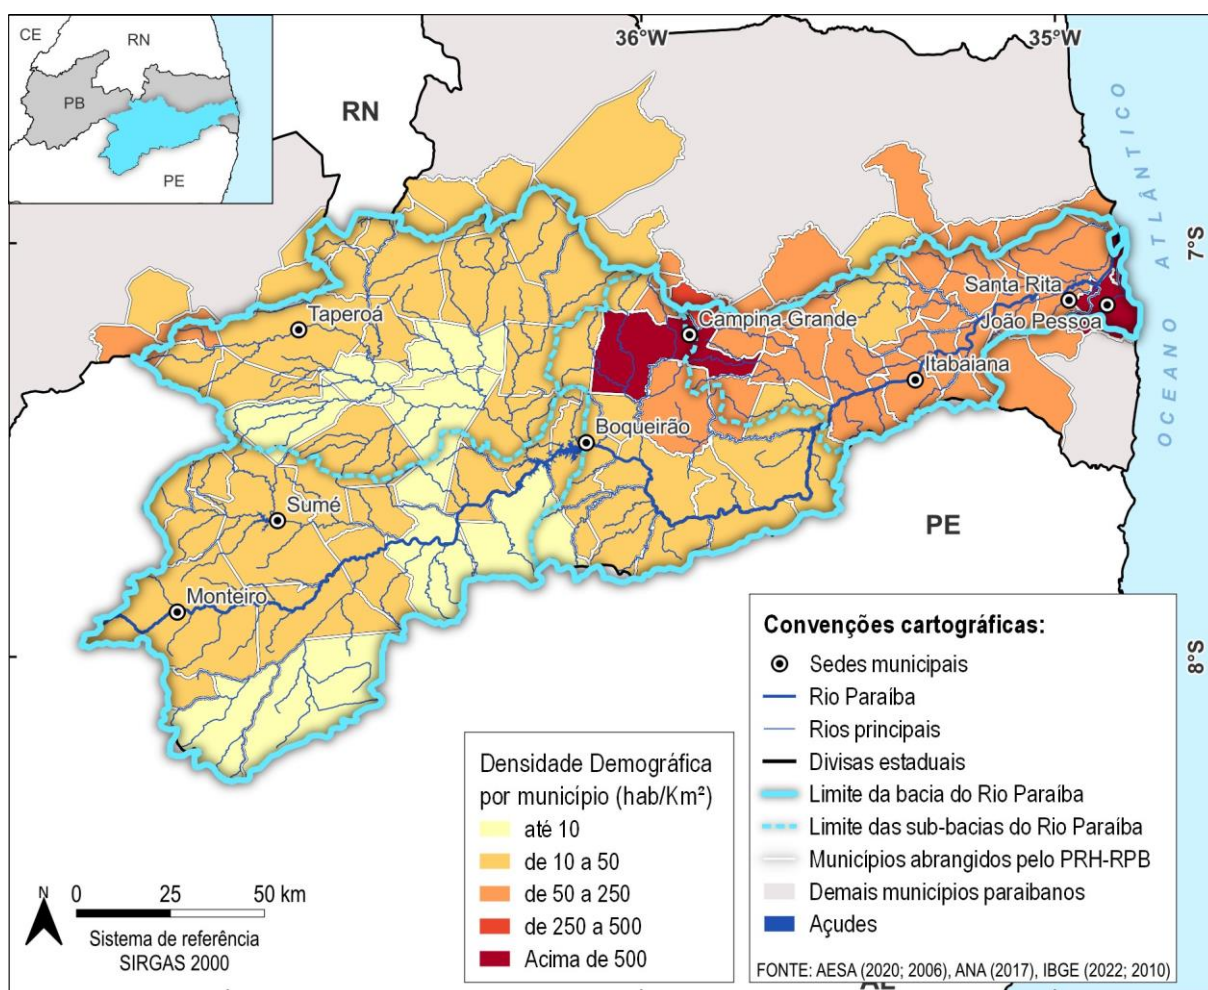 CE
RN
PB
PE
36°W
35°W
RN
7°S
OCEANO ATLÂNTICO
Santa Rita
João Pessoa
Taperoá
Campina Grande
Itabaiana
Boqueirão
Sumé
PE
Monteiro
8°S
Convenções cartográficas:
Sedes municipais
Rio Paraíba
Rios principais
Divisas estaduais
Limite da bacia do Rio Paraíba
Limite das sub-bacias do Rio Paraíba
Municípios abrangidos pelo PRH-RPB
Demais municípios paraibanos
Açudes
FONTE: AESA (2020; 2006), ANA (2017), IBGE (2022; 2010)
Densidade Demográfica
por município (hab/Km²)
até 10
de 10 a 50
de 50 a 250
de 250 a 500
Acima de 500
N
0 25 50 km
Sistema de referência
SIRGAS 2000